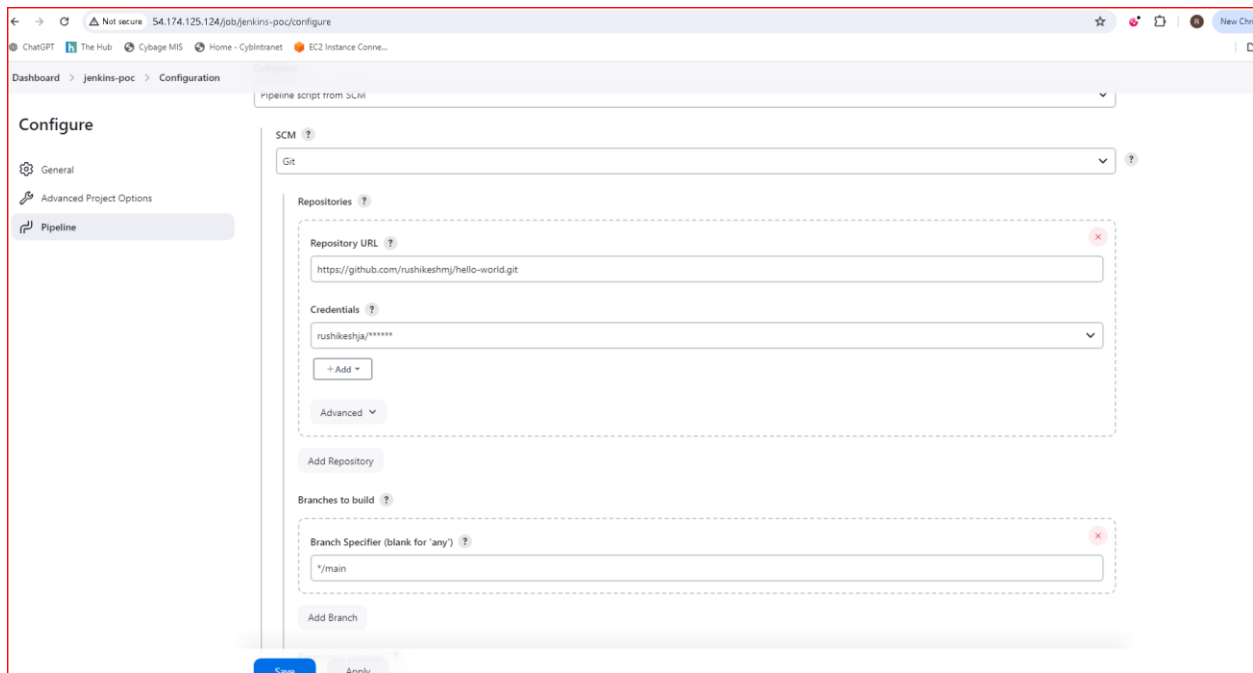 Not secure 54.174.125.124/job/jenkins-poc/configure R New Chro
ChatGPT h The Hub Cybage MIS Home - CybIntranet EC2 Instance Conne...
Dashboard > jenkins-poc > Configuration
Definition
Pipeline script from SCM
Configure
SCM ?
General
Git ?
Advanced Project Options
Pipeline
Repositories ?
Repository URL ?
https://github.com/rushikeshmj/hello-world.git
Credentials ?
rushikeshja/******
+ Add
Advanced
Add Repository
Branches to build ?
Branch Specifier (blank for 'any') ?
*/main
Add Branch
Save Apply